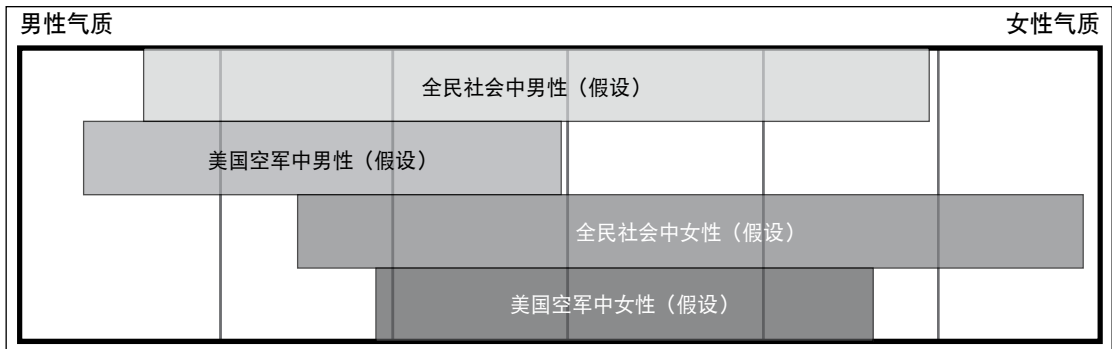 男性气质
女性气质
全民社会中男性（假设）
美国空军中男性（假设）
全民社会中女性（假设）
美国空军中女性（假设）